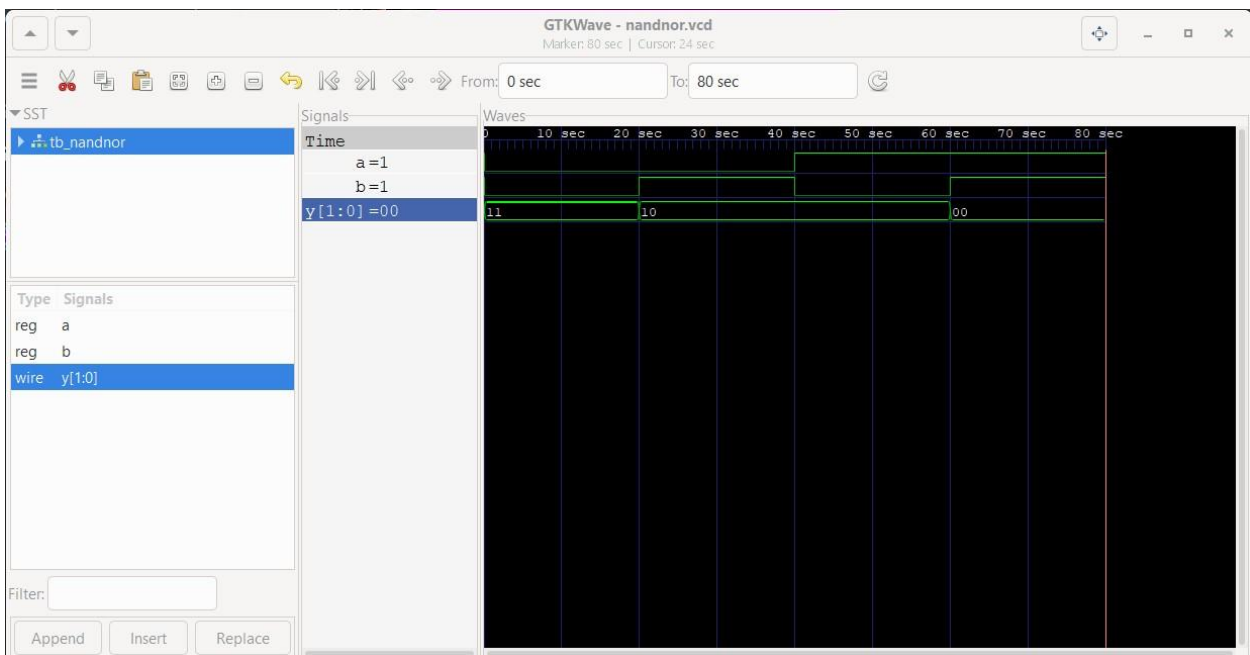 GTKWave - nandnor.vcd
Marker: 80 sec | Cursor: 24 sec
From: 0 sec To: 80 sec
SST
tb_nandnor
Signals
Waves
Time
0 10 sec 20 sec 30 sec 40 sec 50 sec 60 sec 70 sec 80 sec
a=1
b=1
y[1:0] =00
11 10 00
Type Signals
reg a
reg b
wire y[1:0]
Filter:
Append Insert Replace